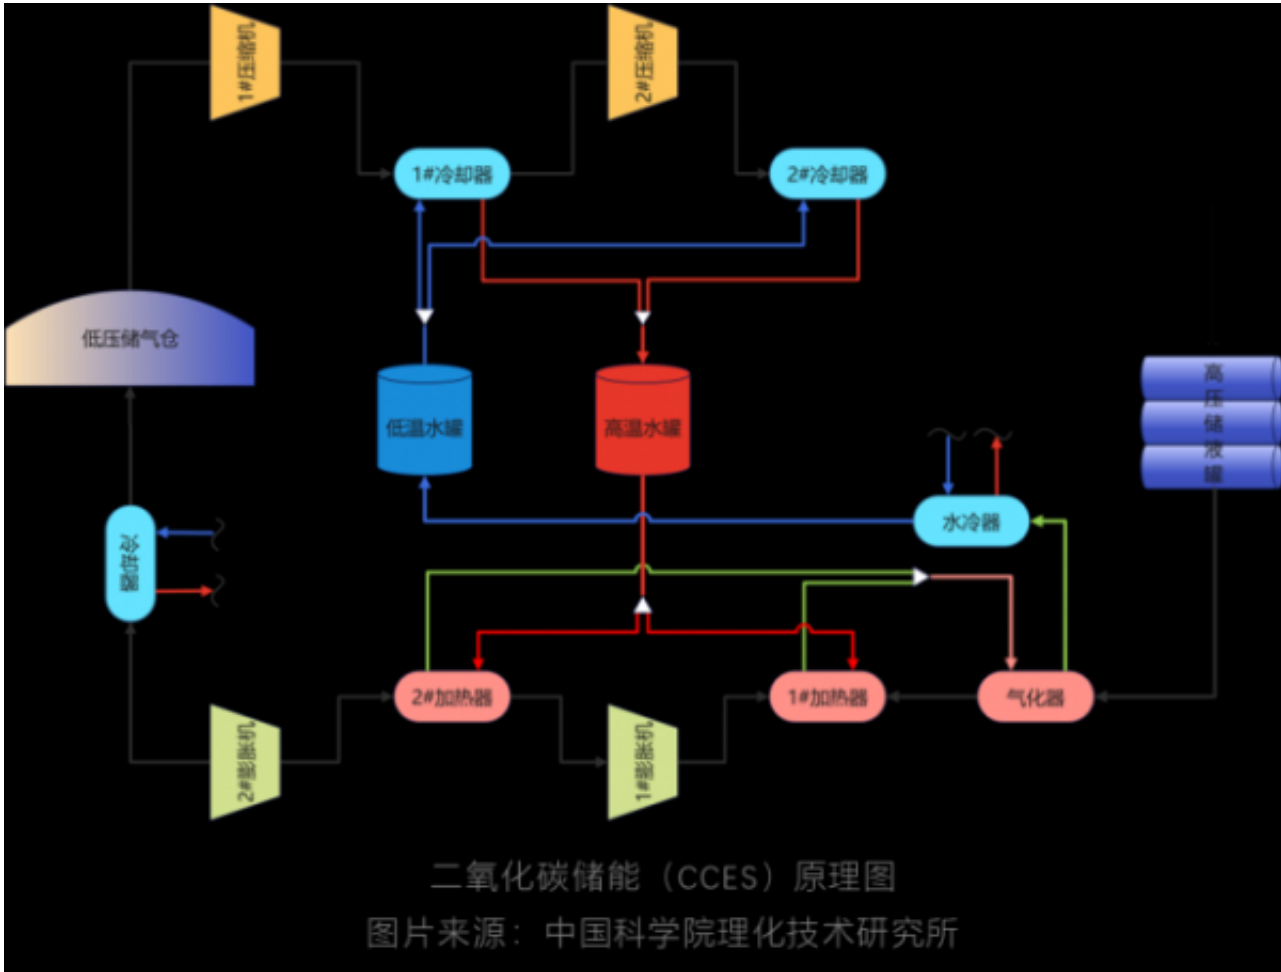 1#压缩机
2#压缩机
1#冷却器
2#冷却器
低压储气仓
高压储液罐
低温水罐
高温水罐
水冷器
冷却器
2#加热器
1#加热器
气化器
2#膨胀机
1#膨胀机
二氧化碳储能（CCES）原理图
图片来源：中国科学院理化技术研究所